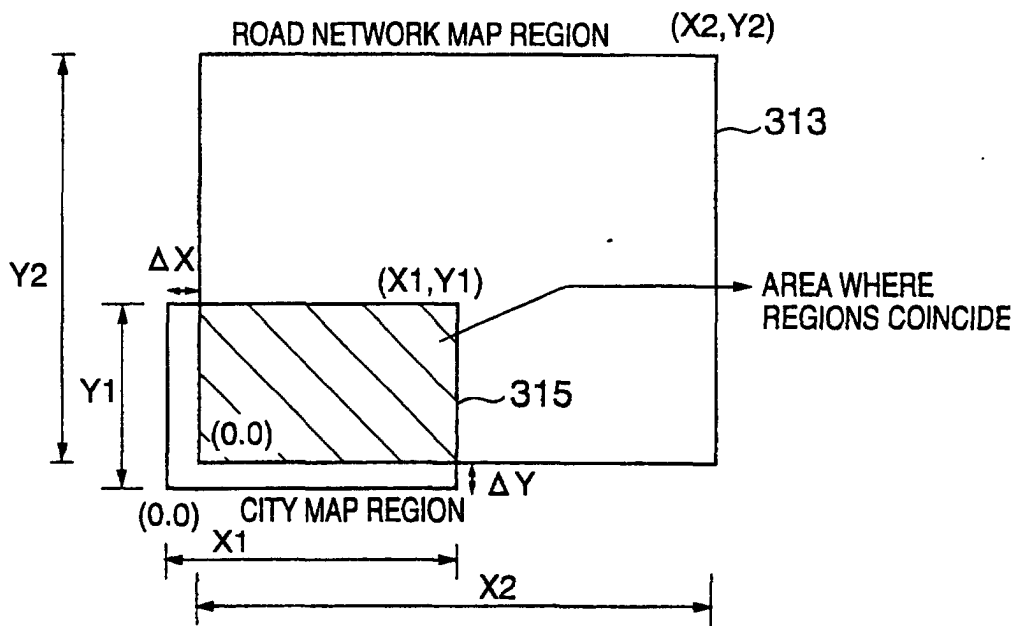 ROAD NETWORK MAP REGION
(X2,Y2)
313
Y2
ΔX
(X1,Y1)
AREA WHERE
REGIONS COINCIDE
Y1
315
(0.0)
ΔY
(0.0)
CITY MAP REGION
X1
X2